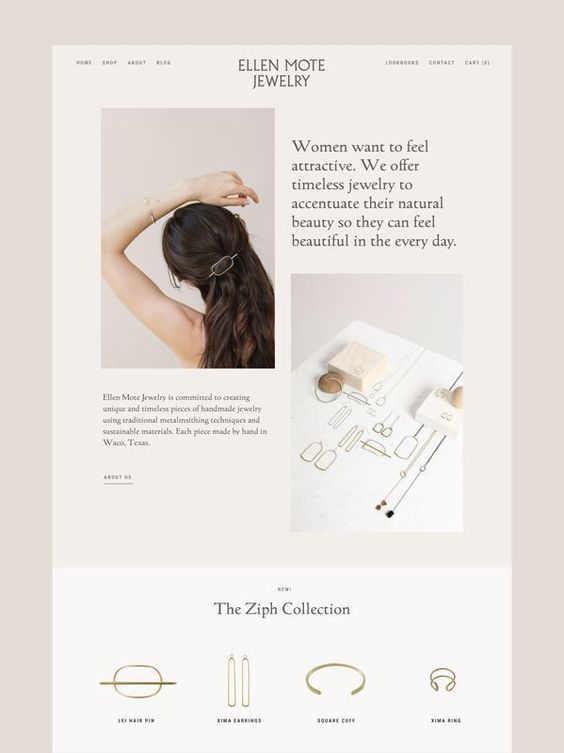 HOME SHOP ABOUT BLOG
ELLEN MOTE
JEWELRY
LOOKBOOKS CONTACT CART (0)
Women want to feel
attractive. We offer
timeless jewelry to
accentuate their natural
beauty so they can feel
beautiful in the every day.
Ellen Mote Jewelry is committed to creating
unique and timeless pieces of handmade jewelry
using traditional metalmsithing techniques and
sustainable materials. Each piece made by hand in
Waco, Texas.
ABOUT US
NEW!
The Ziph Collection
LEI HAIR PIN XIMA EARRINGS SQUARE CUFF XIMA RING